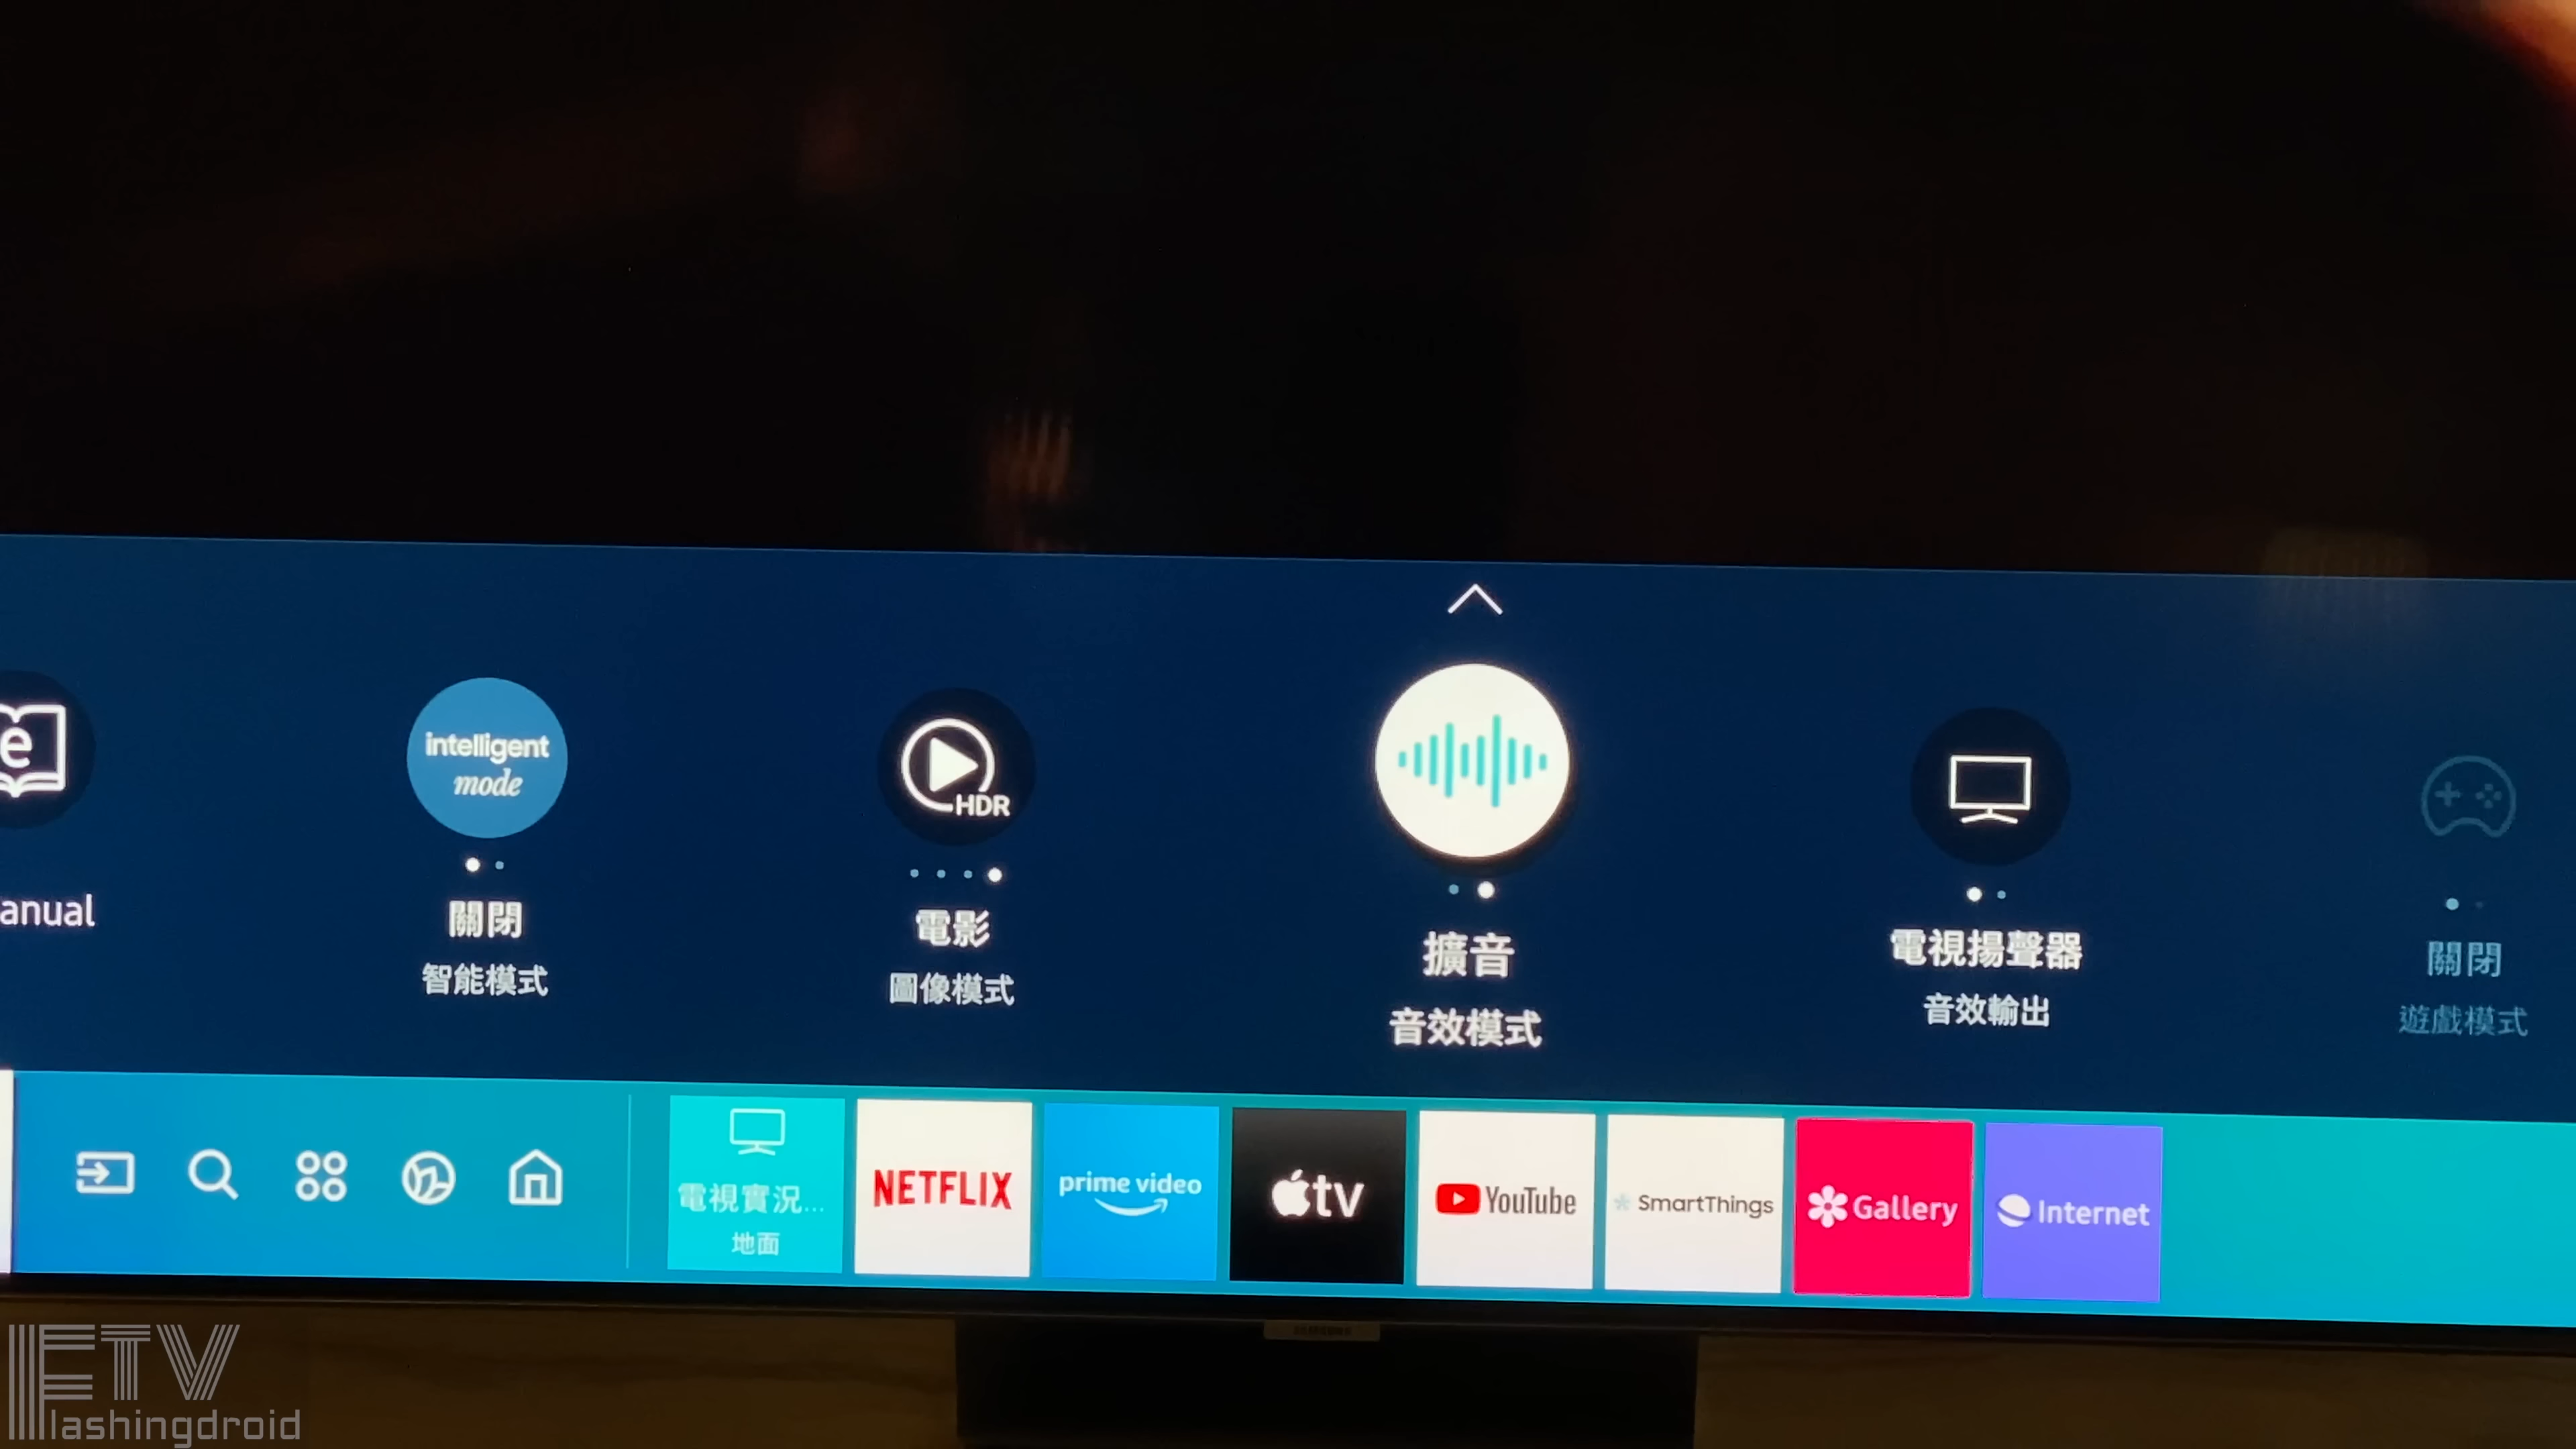 e
anual
intelligent
mode
關閉
智能模式
HDR
電影
圖像模式
擴音
音效模式
電視揚聲器
音效輸出
關閉
遊戲模式
電視實況...
地面
NETFLIX
prime video
tv
YouTube
SmartThings
Gallery
Internet
FTV
lashingdroid